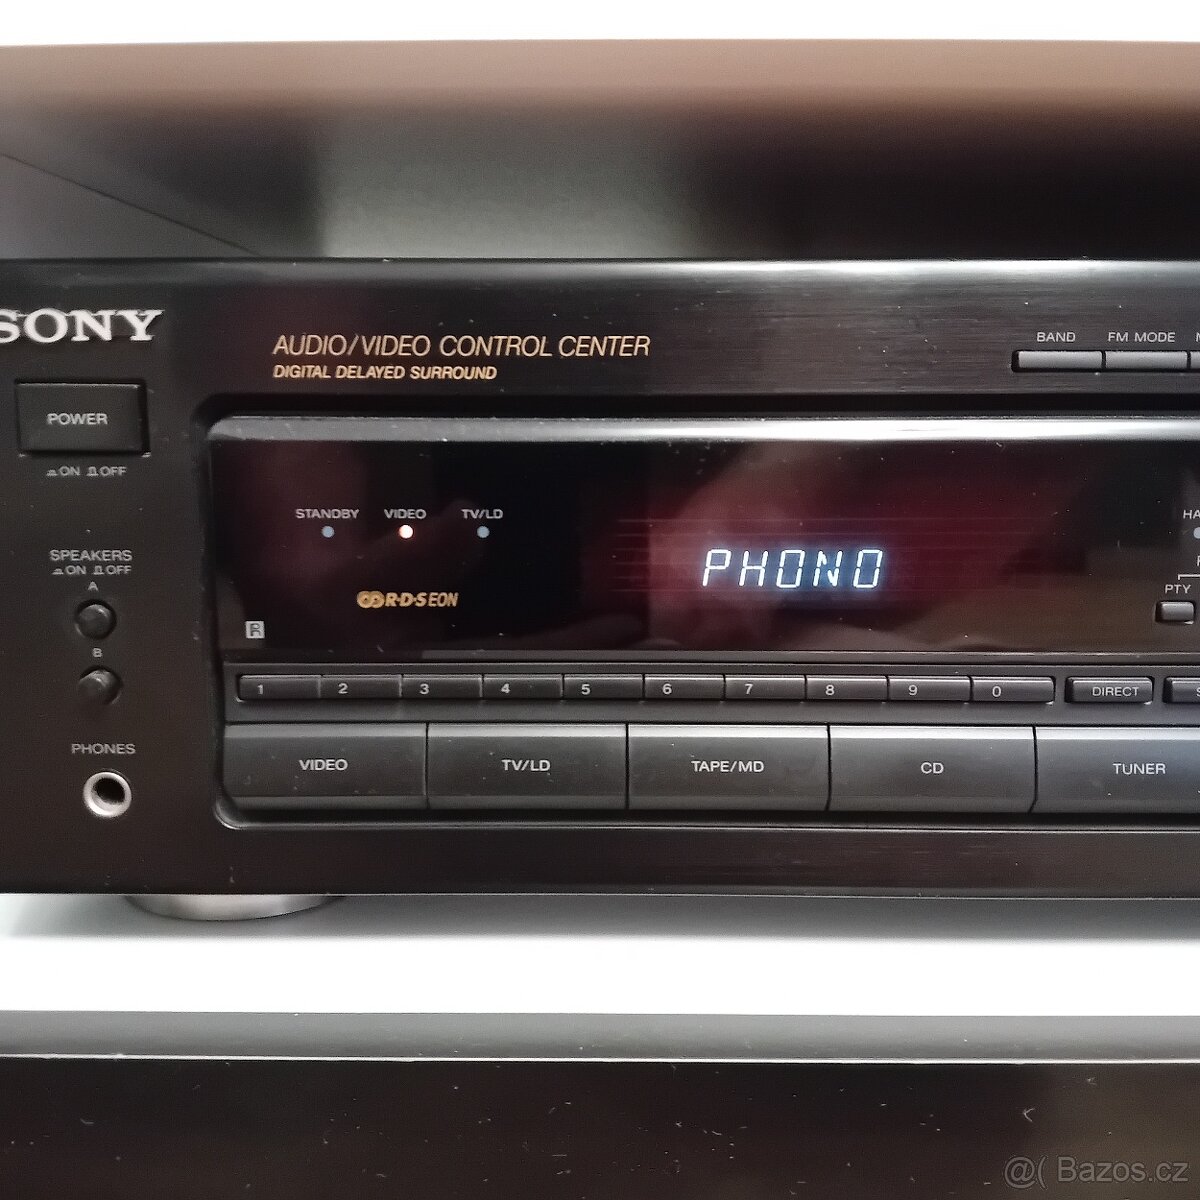 SONY
AUDIO/VIDEO CONTROL CENTER
DIGITAL DELAYED SURROUND
BAND FM MODE
POWER
ON OFF
STANDBY VIDEO TV/LD
PHONO
SPEAKERS
ON OFF
A
B
R·D·S EON
PTY
R
1 2 3 4 5 6 7 8 9 0 DIRECT
PHONES
VIDEO TV/LD TAPE/MD CD TUNER
@( Bazos.cz